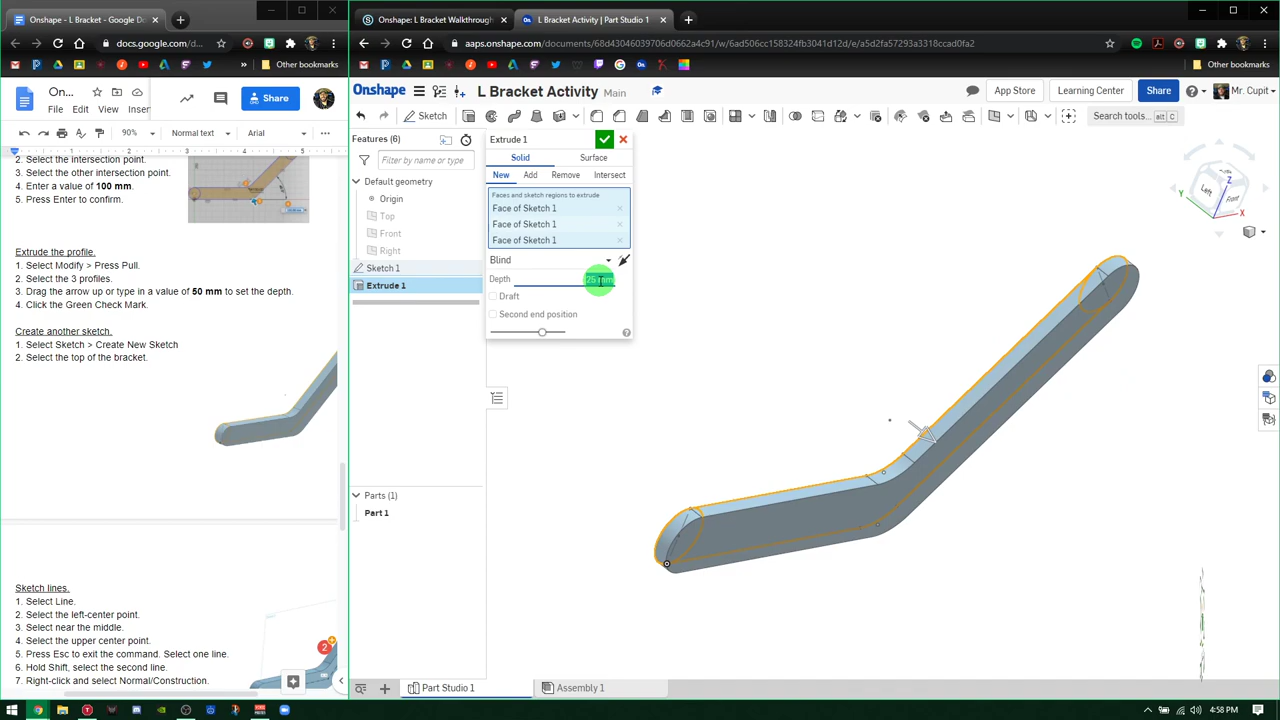 Onshape - L Bracket - Google D
Onshape: L Bracket Walkthrough
L Bracket Activity | Part Studio 1
docs.google.com/d...
aaps.onshape.com/documents/68d43046039706d0662a4c91/w/6ad506cc158324fb3041d12d/e/a5d2fa57293a3318ccad0fa2
Other bookmarks
Other bookmarks
On...
File Edit View Inser
Share
90% Normal text Arial
Onshape
L Bracket Activity Main
App Store
Learning Center
Share
Mr. Cupit
Sketch
Search tools... alt C
2. Select the intersection point.
3. Select the other intersection point.
4. Enter a value of 100 mm.
5. Press Enter to confirm.
Extrude the profile.
1. Select Modify > Press Pull.
2. Select the 3 profiles.
3. Drag the arrow up or type in a value of 50 mm to set the depth.
4. Click the Green Check Mark.
Create another sketch.
1. Select Sketch > Create New Sketch
2. Select the top of the bracket.
Sketch lines.
1. Select Line.
2. Select the left-center point.
3. Select near the middle.
4. Select the upper center point.
5. Press Esc to exit the command. Select one line.
6. Hold Shift, select the second line.
7. Right-click and select Normal/Construction.
2
Features (6)
Filter by name or type
Default geometry
Origin
Top
Front
Right
Sketch 1
Extrude 1
Parts (1)
Part 1
Extrude 1
Solid Surface
New Add Remove Intersect
Faces and sketch regions to extrude
Face of Sketch 1
Face of Sketch 1
Face of Sketch 1
Blind
Depth 25 mm
Draft
Second end position
Z
Y
X
Left
Front
Part Studio 1
Assembly 1
4:58 PM